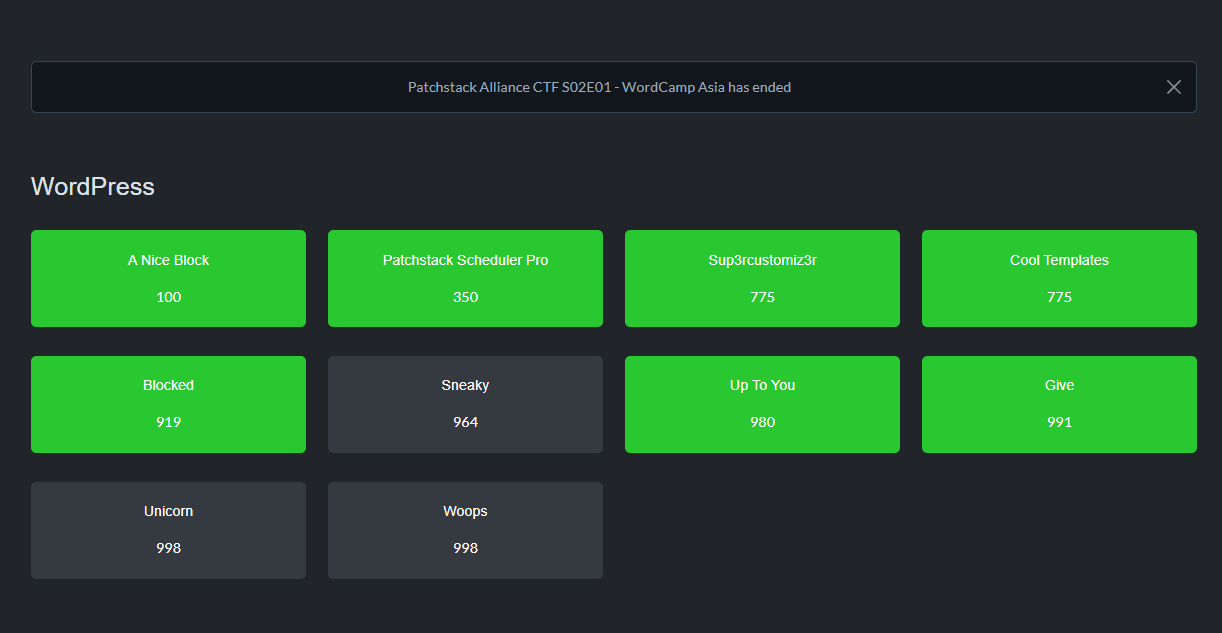 Patchstack Alliance CTF S02E01 - WordCamp Asia has ended
WordPress
A Nice Block
100
Patchstack Scheduler Pro
350
Sup3rcustomiz3r
775
Cool Templates
775
Blocked
919
Sneaky
964
Up To You
980
Give
991
Unicorn
998
Woops
998